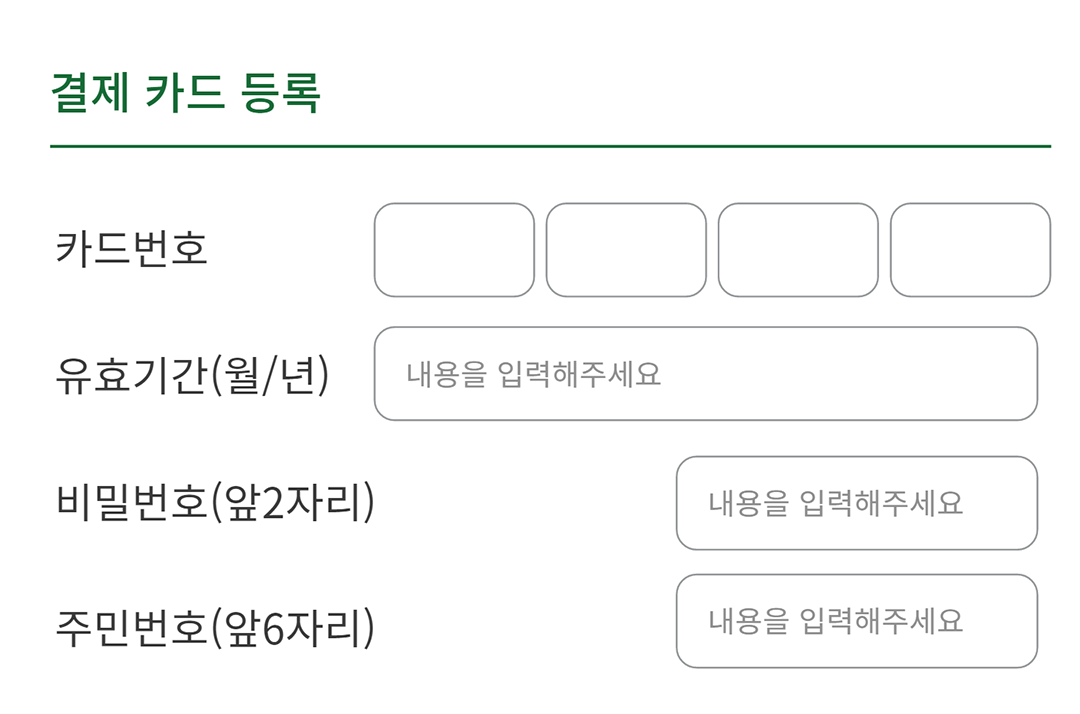 결제 카드 등록
카드번호
유효기간(월/년) 내용을 입력해주세요
비밀번호(앞2자리) 내용을 입력해주세요
주민번호(앞6자리) 내용을 입력해주세요